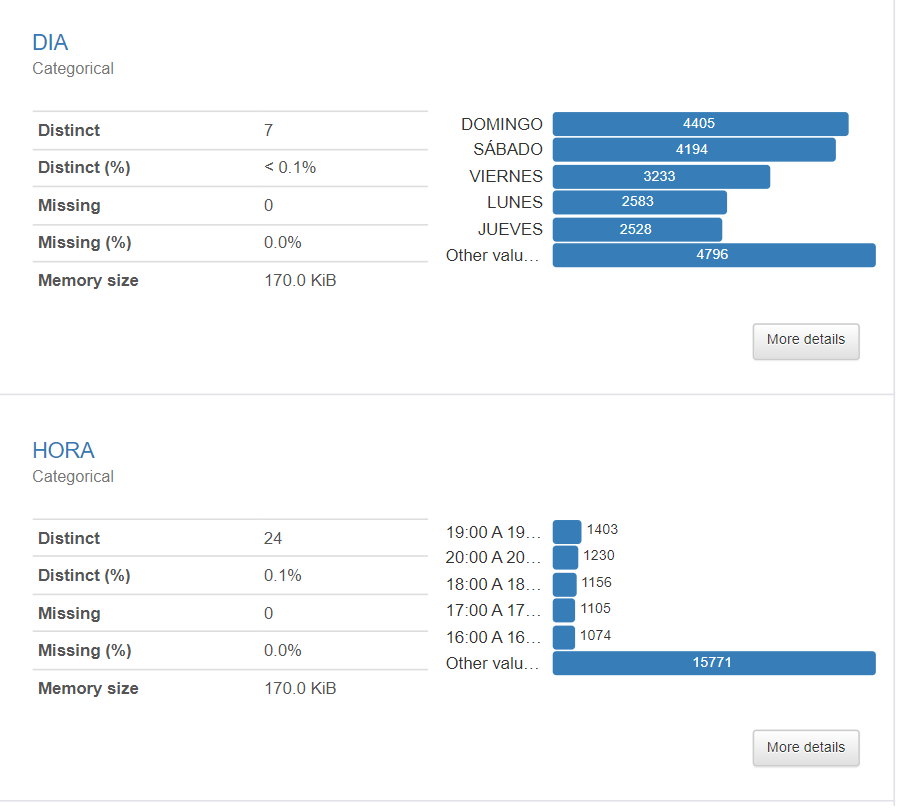 DIA
Categorical
Distinct 7
Distinct (%) < 0.1%
Missing 0
Missing (%) 0.0%
Memory size 170.0 KiB
DOMINGO 4405
SÁBADO 4194
VIERNES 3233
LUNES 2583
JUEVES 2528
Other valu… 4796
More details
HORA
Categorical
Distinct 24
Distinct (%) 0.1%
Missing 0
Missing (%) 0.0%
Memory size 170.0 KiB
19:00 A 19… 1403
20:00 A 20… 1230
18:00 A 18… 1156
17:00 A 17… 1105
16:00 A 16… 1074
Other valu… 15771
More details